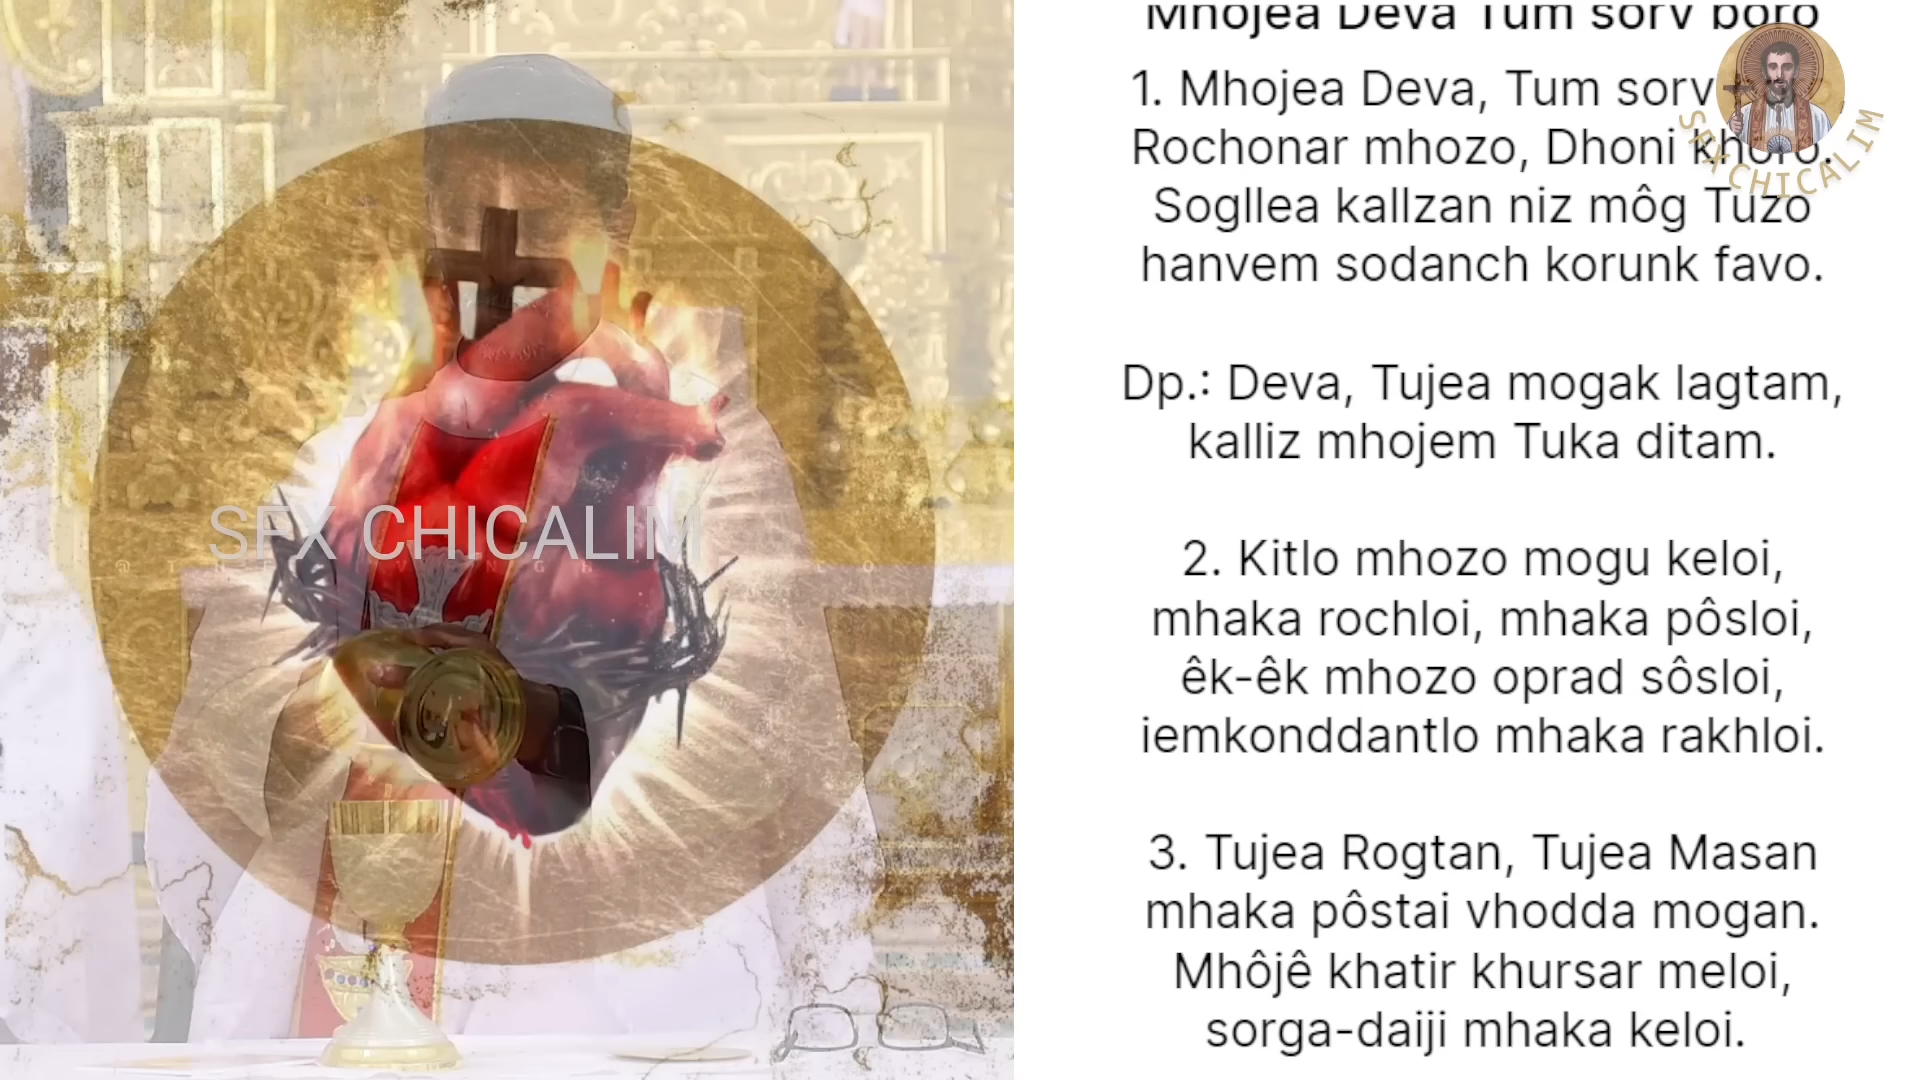 Mhojea Deva Tum sorv boro
1. Mhojea Deva, Tum sorv
Rochonar mhozo, Dhoni khoro.
Sogllea kallzan niz môg Tuzo
hanvem sodanch korunk favo.
Dp.: Deva, Tujea mogak lagtam,
kalliz mhojem Tuka ditam.
2. Kitlo mhozo mogu keloi,
mhaka rochloi, mhaka pôsloi,
êk-êk mhozo oprad sôsloi,
iemkonddantlo mhaka rakhloi.
3. Tujea Rogtan, Tujea Masan
mhaka pôstai vhodda mogan.
Mhôjê khatir khursar meloi,
sorga-daiji mhaka keloi.
SFX CHICALIM
SFX CHICALIM